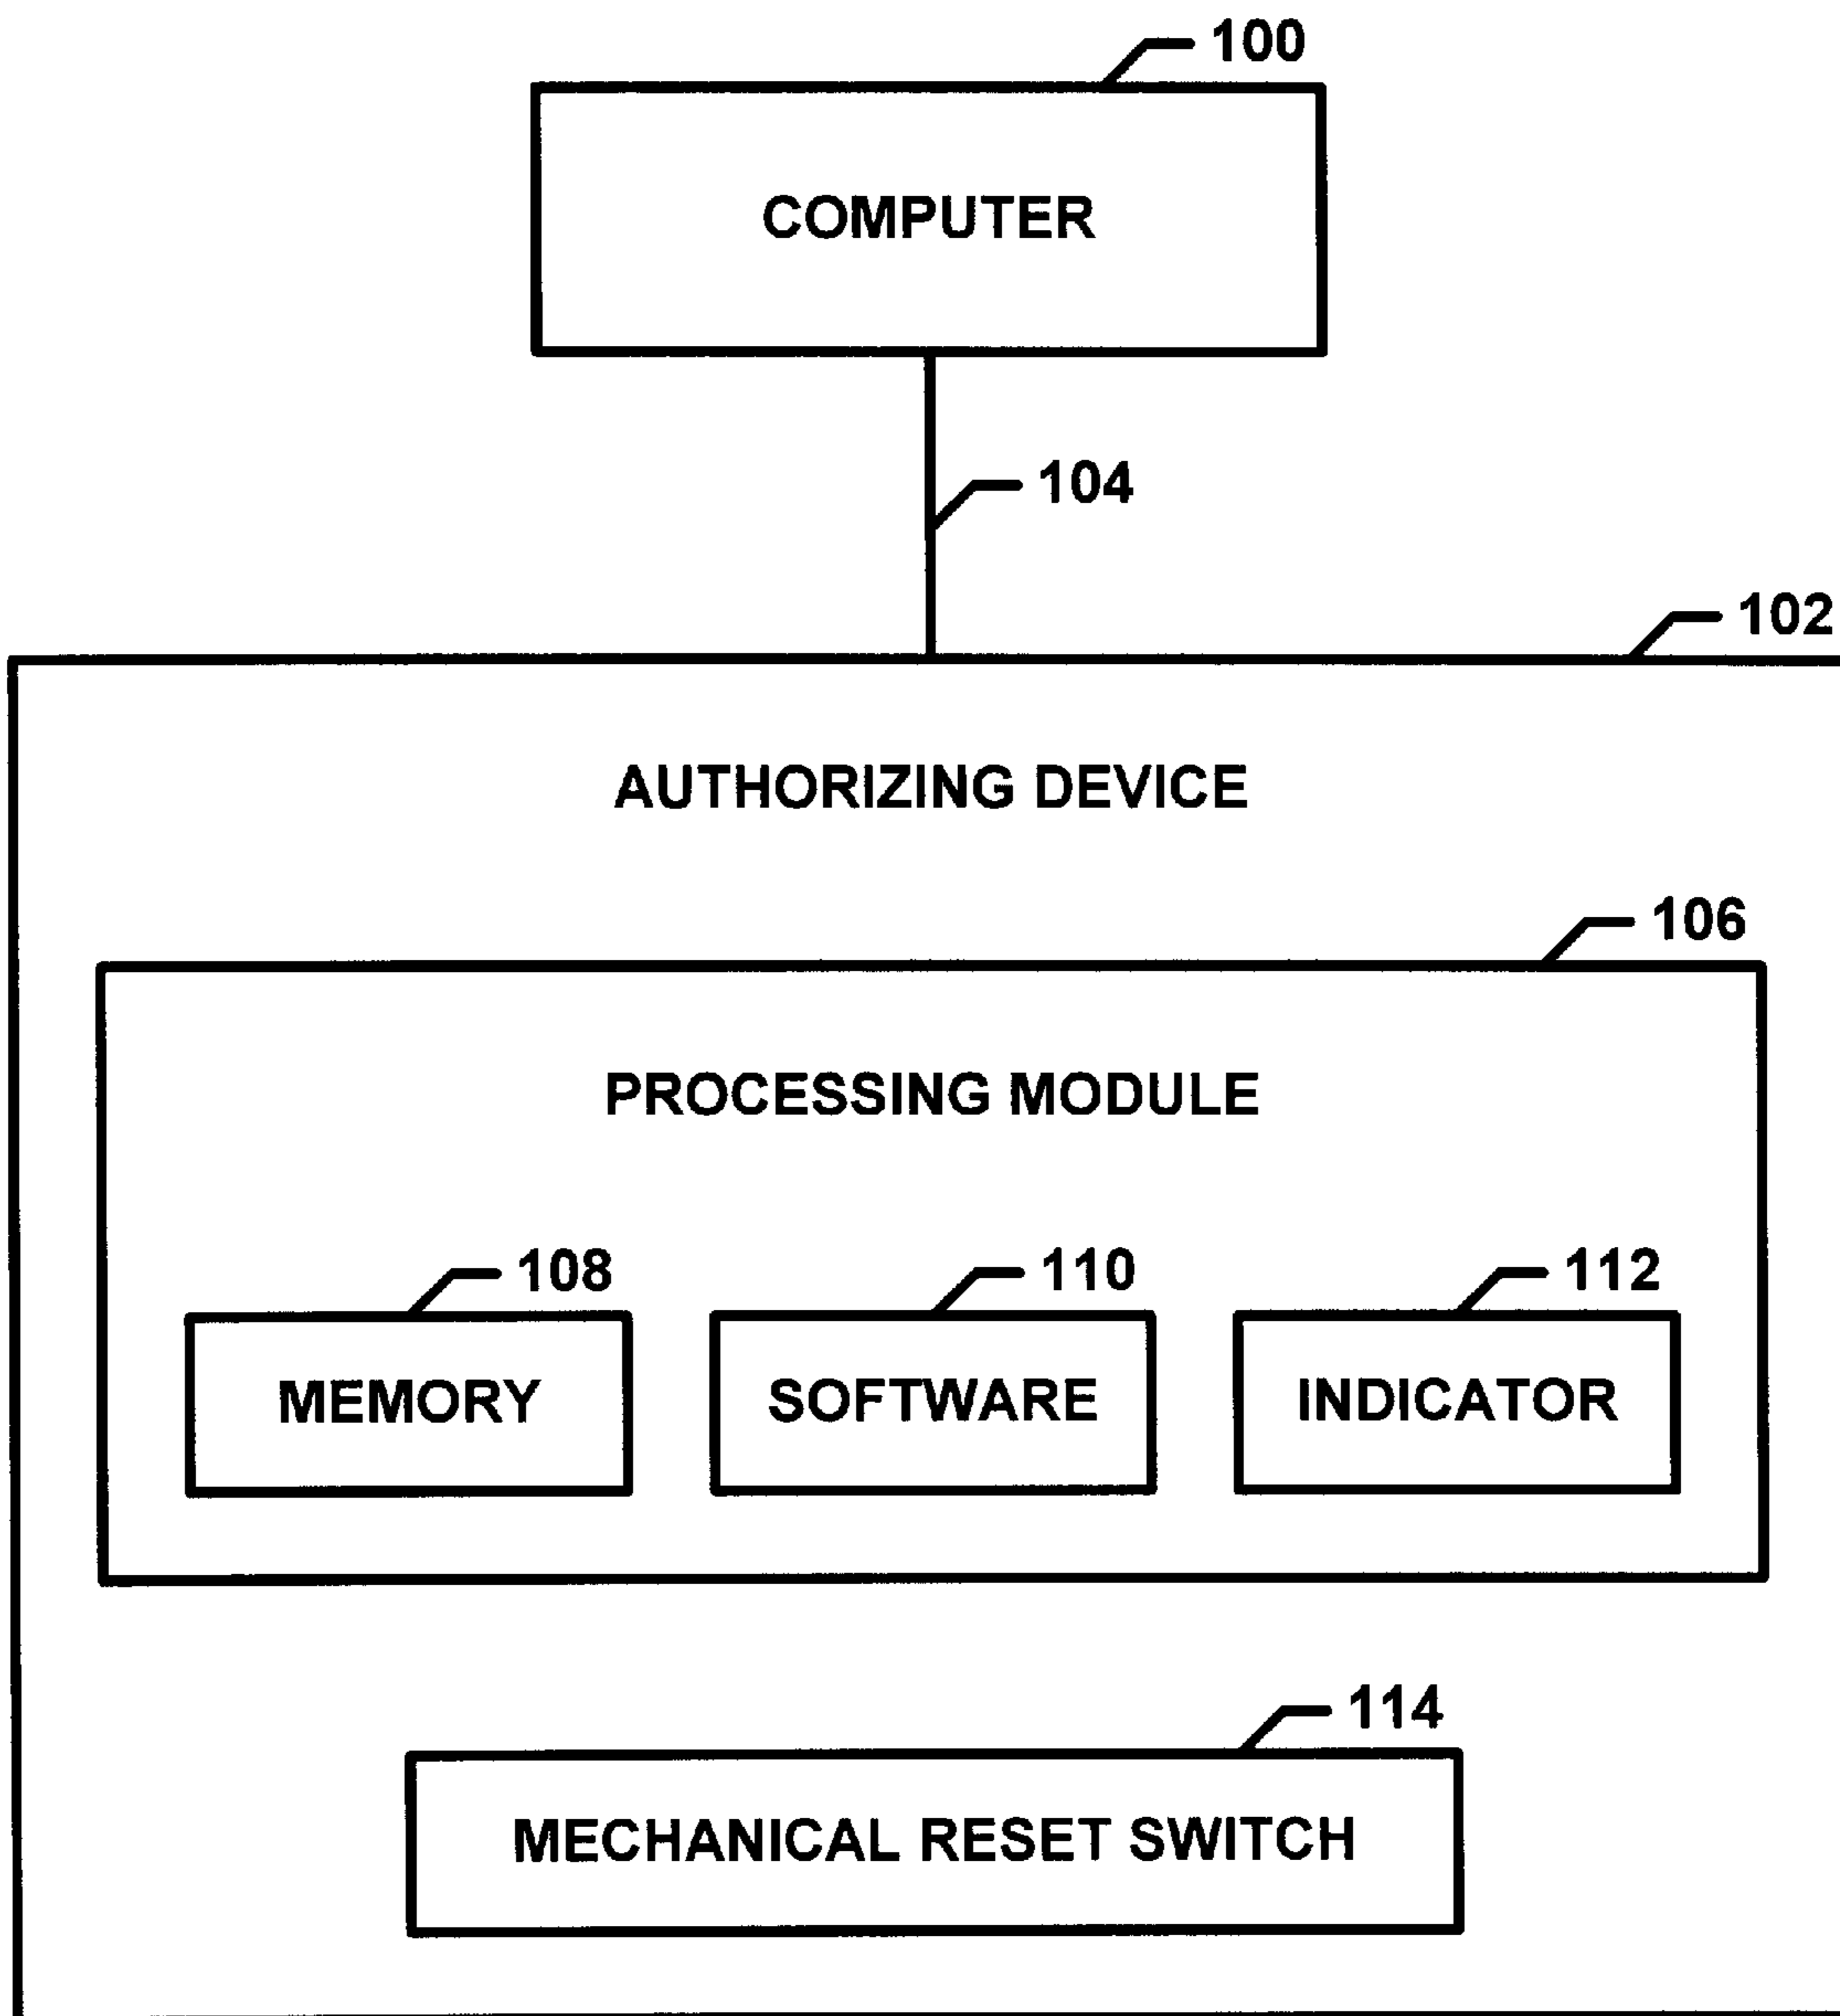 100
COMPUTER
104
102
AUTHORIZING DEVICE
106
PROCESSING MODULE
108
110
112
MEMORY
SOFTWARE
INDICATOR
114
MECHANICAL RESET SWITCH